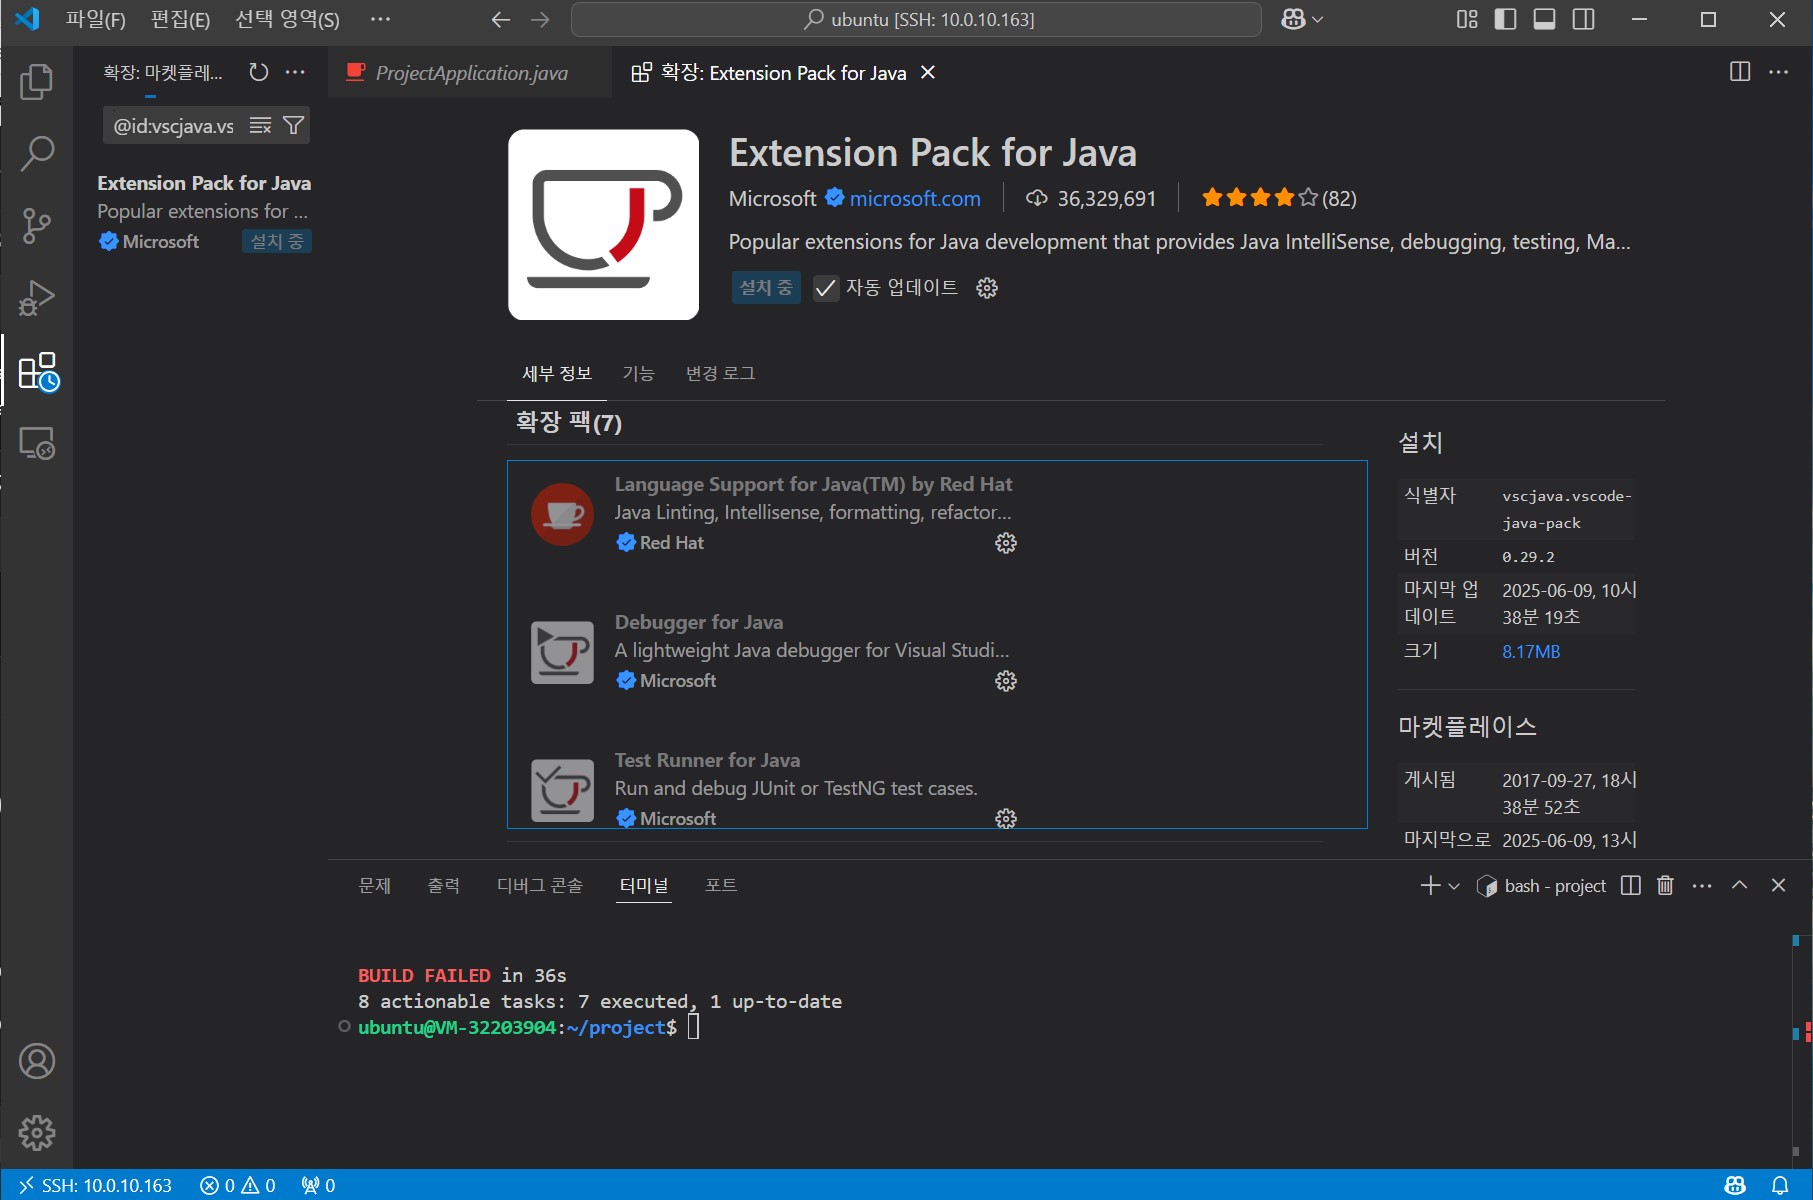 파일(F) 편집(E) 선택 영역(S) ···
ubuntu [SSH: 10.0.10.163]
확장: 마켓플레...
ProjectApplication.java
확장: Extension Pack for Java
@id:vscjava.vs
Extension Pack for Java
Popular extensions for ...
Microsoft
설치 중
Extension Pack for Java
Microsoft microsoft.com 36,329,691 (82)
Popular extensions for Java development that provides Java IntelliSense, debugging, testing, Ma...
설치 중 자동 업데이트
세부 정보 기능 변경 로그
확장 팩(7)
Language Support for Java(TM) by Red Hat
Java Linting, Intellisense, formatting, refactor...
Red Hat
Debugger for Java
A lightweight Java debugger for Visual Studi...
Microsoft
Test Runner for Java
Run and debug JUnit or TestNG test cases.
Microsoft
설치
식별자 vscjava.vscode-
java-pack
버전 0.29.2
마지막 업 2025-06-09, 10시
데이트 38분 19초
크기 8.17MB
마켓플레이스
게시됨 2017-09-27, 18시
38분 52초
마지막으로 2025-06-09, 13시
문제 출력 디버그 콘솔 터미널 포트
bash - project
BUILD FAILED in 36s
8 actionable tasks: 7 executed, 1 up-to-date
ubuntu@VM-32203904:~/project$
SSH: 10.0.10.163 0 0 0